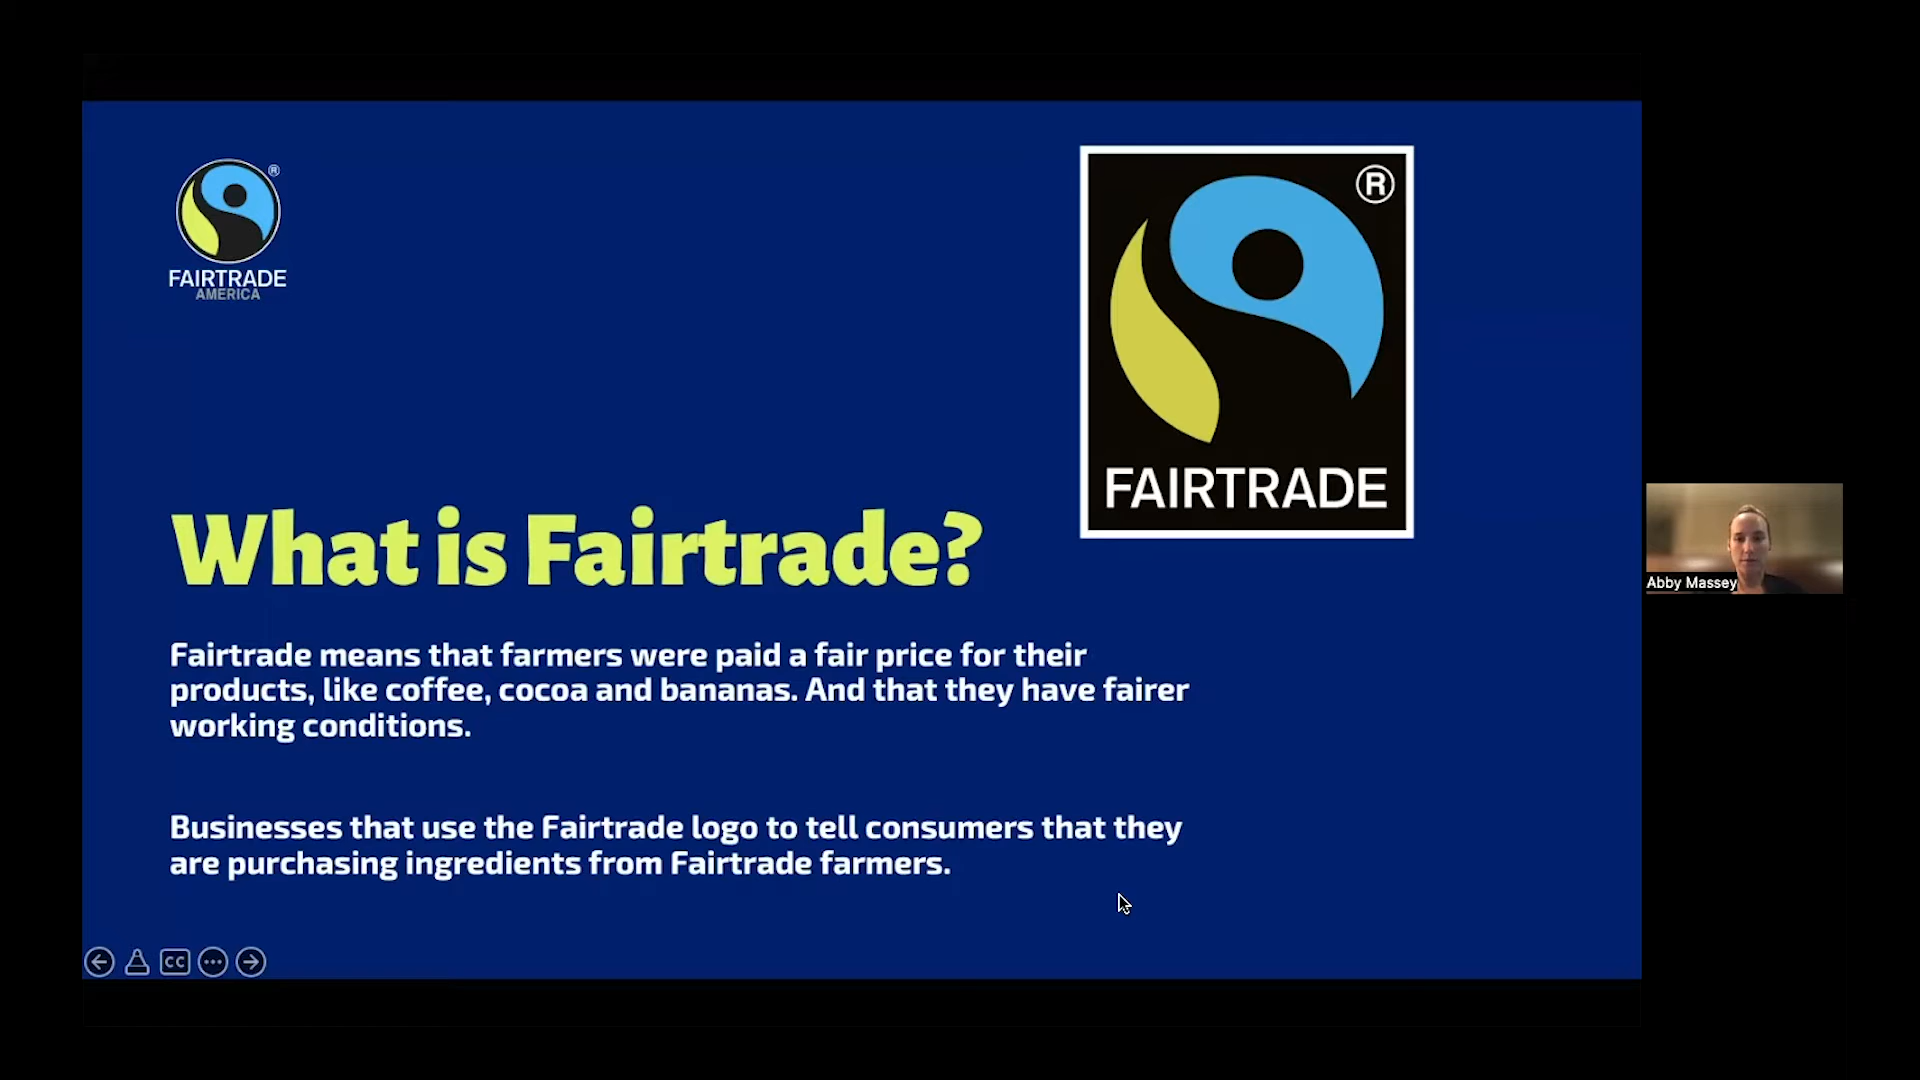 ®
FAIRTRADE
AMERICA
®
FAIRTRADE
What is Fairtrade?
Fairtrade means that farmers were paid a fair price for their
products, like coffee, cocoa and bananas. And that they have fairer
working conditions.
Businesses that use the Fairtrade logo to tell consumers that they
are purchasing ingredients from Fairtrade farmers.
Abby Massey
CC